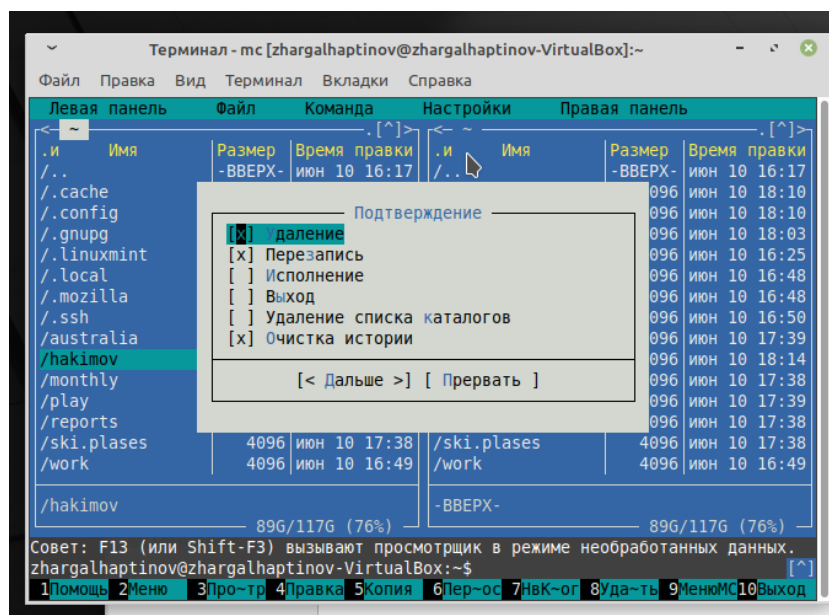 Терминал - mc [zhargalhaptinov@zhargalhaptinov-VirtualBox]:~
Файл Правка Вид Терминал Вкладки Справка
Левая панель Файл Команда Настройки Правая панель
<─ ~ ─.[^]> <─ ~ ─.[^]>
.и Имя Размер Время правки .и Имя Размер Время правки
/.. -ВВЕРХ- июн 10 16:17 /.. -ВВЕРХ- июн 10 16:17
/.cache 096 июн 10 18:10
/.config Подтверждение 096 июн 10 18:10
/.gnupg [x] Удаление 096 июн 10 18:03
/.linuxmint [x] Перезапись 096 июн 10 16:25
/.local [ ] Исполнение 096 июн 10 16:48
/.mozilla [ ] Выход 096 июн 10 16:48
/.ssh [ ] Удаление списка каталогов 096 июн 10 16:50
/australia [x] Очистка истории 096 июн 10 17:39
/hakimov 096 июн 10 18:14
/monthly [< Дальше >] [ Прервать ] 096 июн 10 17:38
/play 096 июн 10 17:39
/reports 096 июн 10 17:38
/ski.plases 4096 июн 10 17:38 /ski.plases 4096 июн 10 17:38
/work 4096 июн 10 16:49 /work 4096 июн 10 16:49
/hakimov -ВВЕРХ-
89G/117G (76%) 89G/117G (76%)
Совет: F13 (или Shift-F3) вызывают просмотрщик в режиме необработанных данных.
zhargalhaptinov@zhargalhaptinov-VirtualBox:~$ [^]
1Помощь 2Меню 3Про~тр 4Правка 5Копия 6Пер~ос 7НвК~ог 8Уда~ть 9МенюМС 10Выход